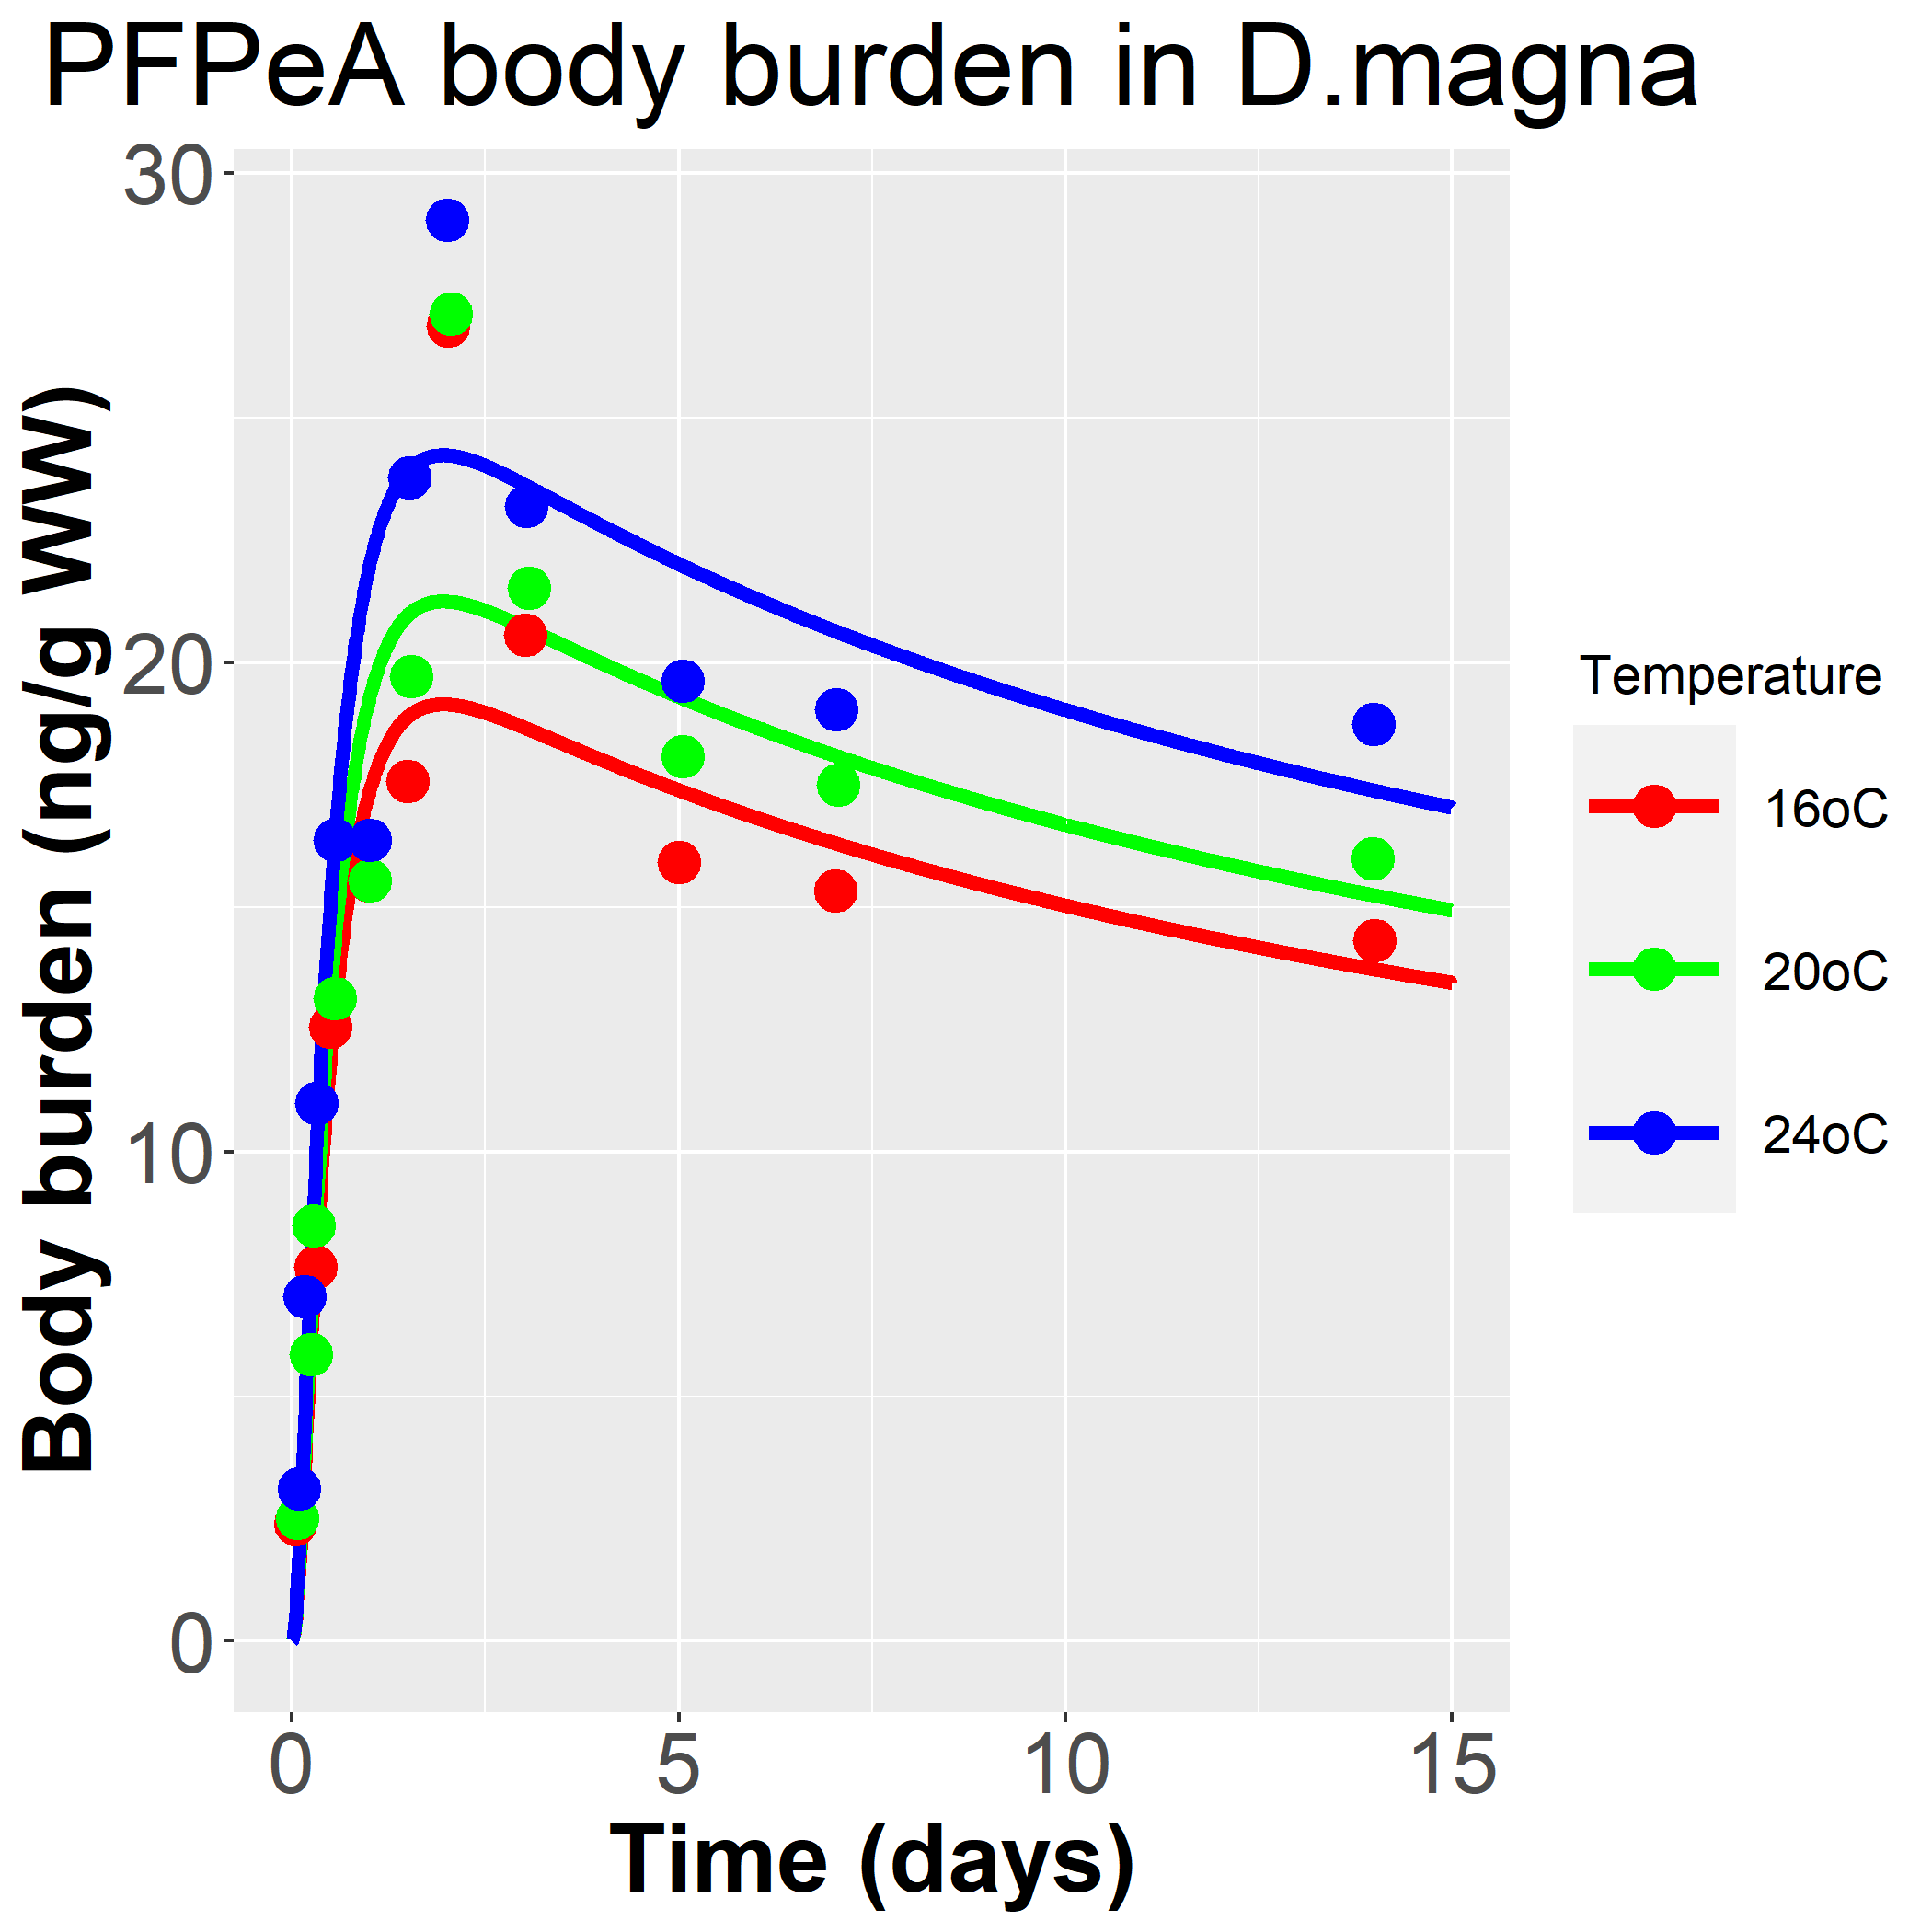 PFPeA body burden in D.magna
Body burden (ng/g WW)
30
20
10
0
0 5 10 15
Time (days)
Temperature
16oC
20oC
24oC